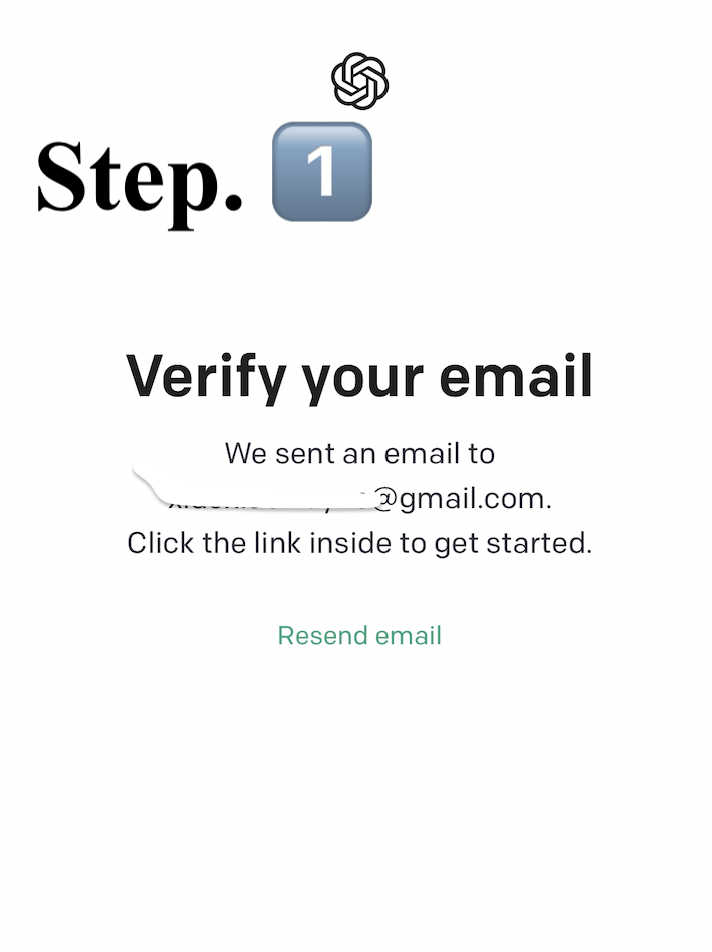 Step. 1️⃣
Verify your email
We sent an email to
@gmail.com.
Click the link inside to get started.
Resend email